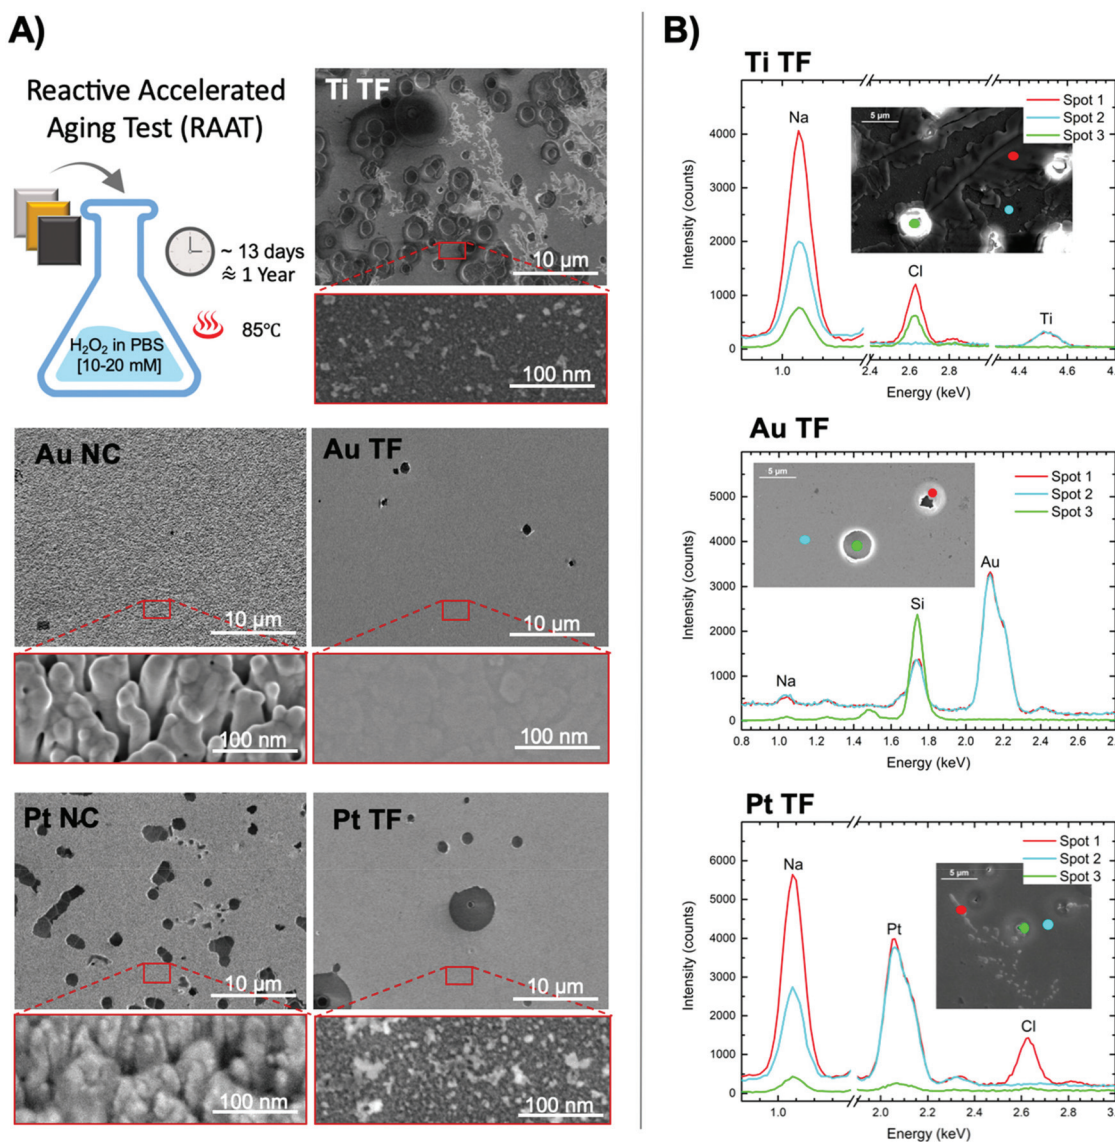 A)
Reactive Accelerated
Aging Test (RAAT)
~ 13 days
≈ 1 Year
85℃
H₂O₂ in PBS
[10-20 mM]
Ti TF
10 µm
100 nm
Au NC
10 µm
100 nm
Au TF
10 µm
100 nm
Pt NC
10 µm
100 nm
Pt TF
10 µm
100 nm
B)
Ti TF
Spot 1
Spot 2
Spot 3
5 µm
Na
Cl
Ti
Intensity (counts)
4000
3000
2000
1000
0
1.0
2.4
2.6
2.8
4.4
4.6
Energy (keV)
Au TF
Spot 1
Spot 2
Spot 3
5 µm
Na
Si
Au
Intensity (counts)
5000
4000
3000
2000
1000
0
0.8
1.0
1.2
1.4
1.6
1.8
2.0
2.2
2.4
2.6
Energy (keV)
Pt TF
Spot 1
Spot 2
Spot 3
5 µm
Na
Pt
Cl
Intensity (counts)
6000
5000
4000
3000
2000
1000
0
1.0
2.0
2.2
2.4
2.6
2.8
Energy (keV)